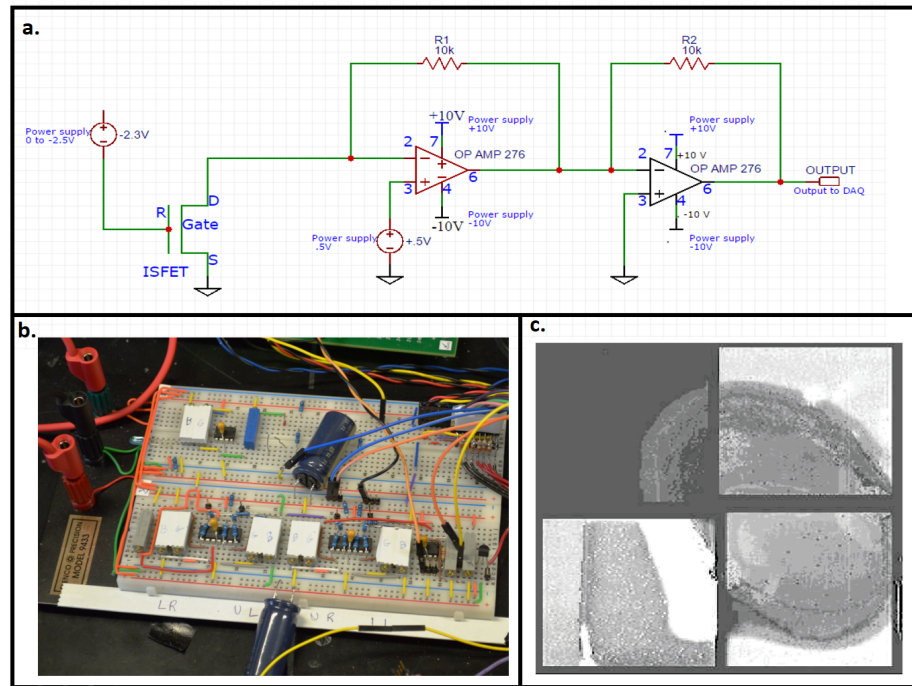 a.
R1
10k
R2
10k
Power supply
0 to -2.5V
-2.3V
+10V
Power supply
+10V
2
7
OP AMP 276
6
3
4
-10V
Power supply
-10V
Power supply
.5V
+.5V
R
D
Gate
S
ISFET
Power supply
+10V
2
7
+10 V
OP AMP 276
6
3
4
-10 V
Power supply
-10V
OUTPUT
Output to DAQ
b.
PRECISION
MODEL 9433
LR
UL
UR
c.